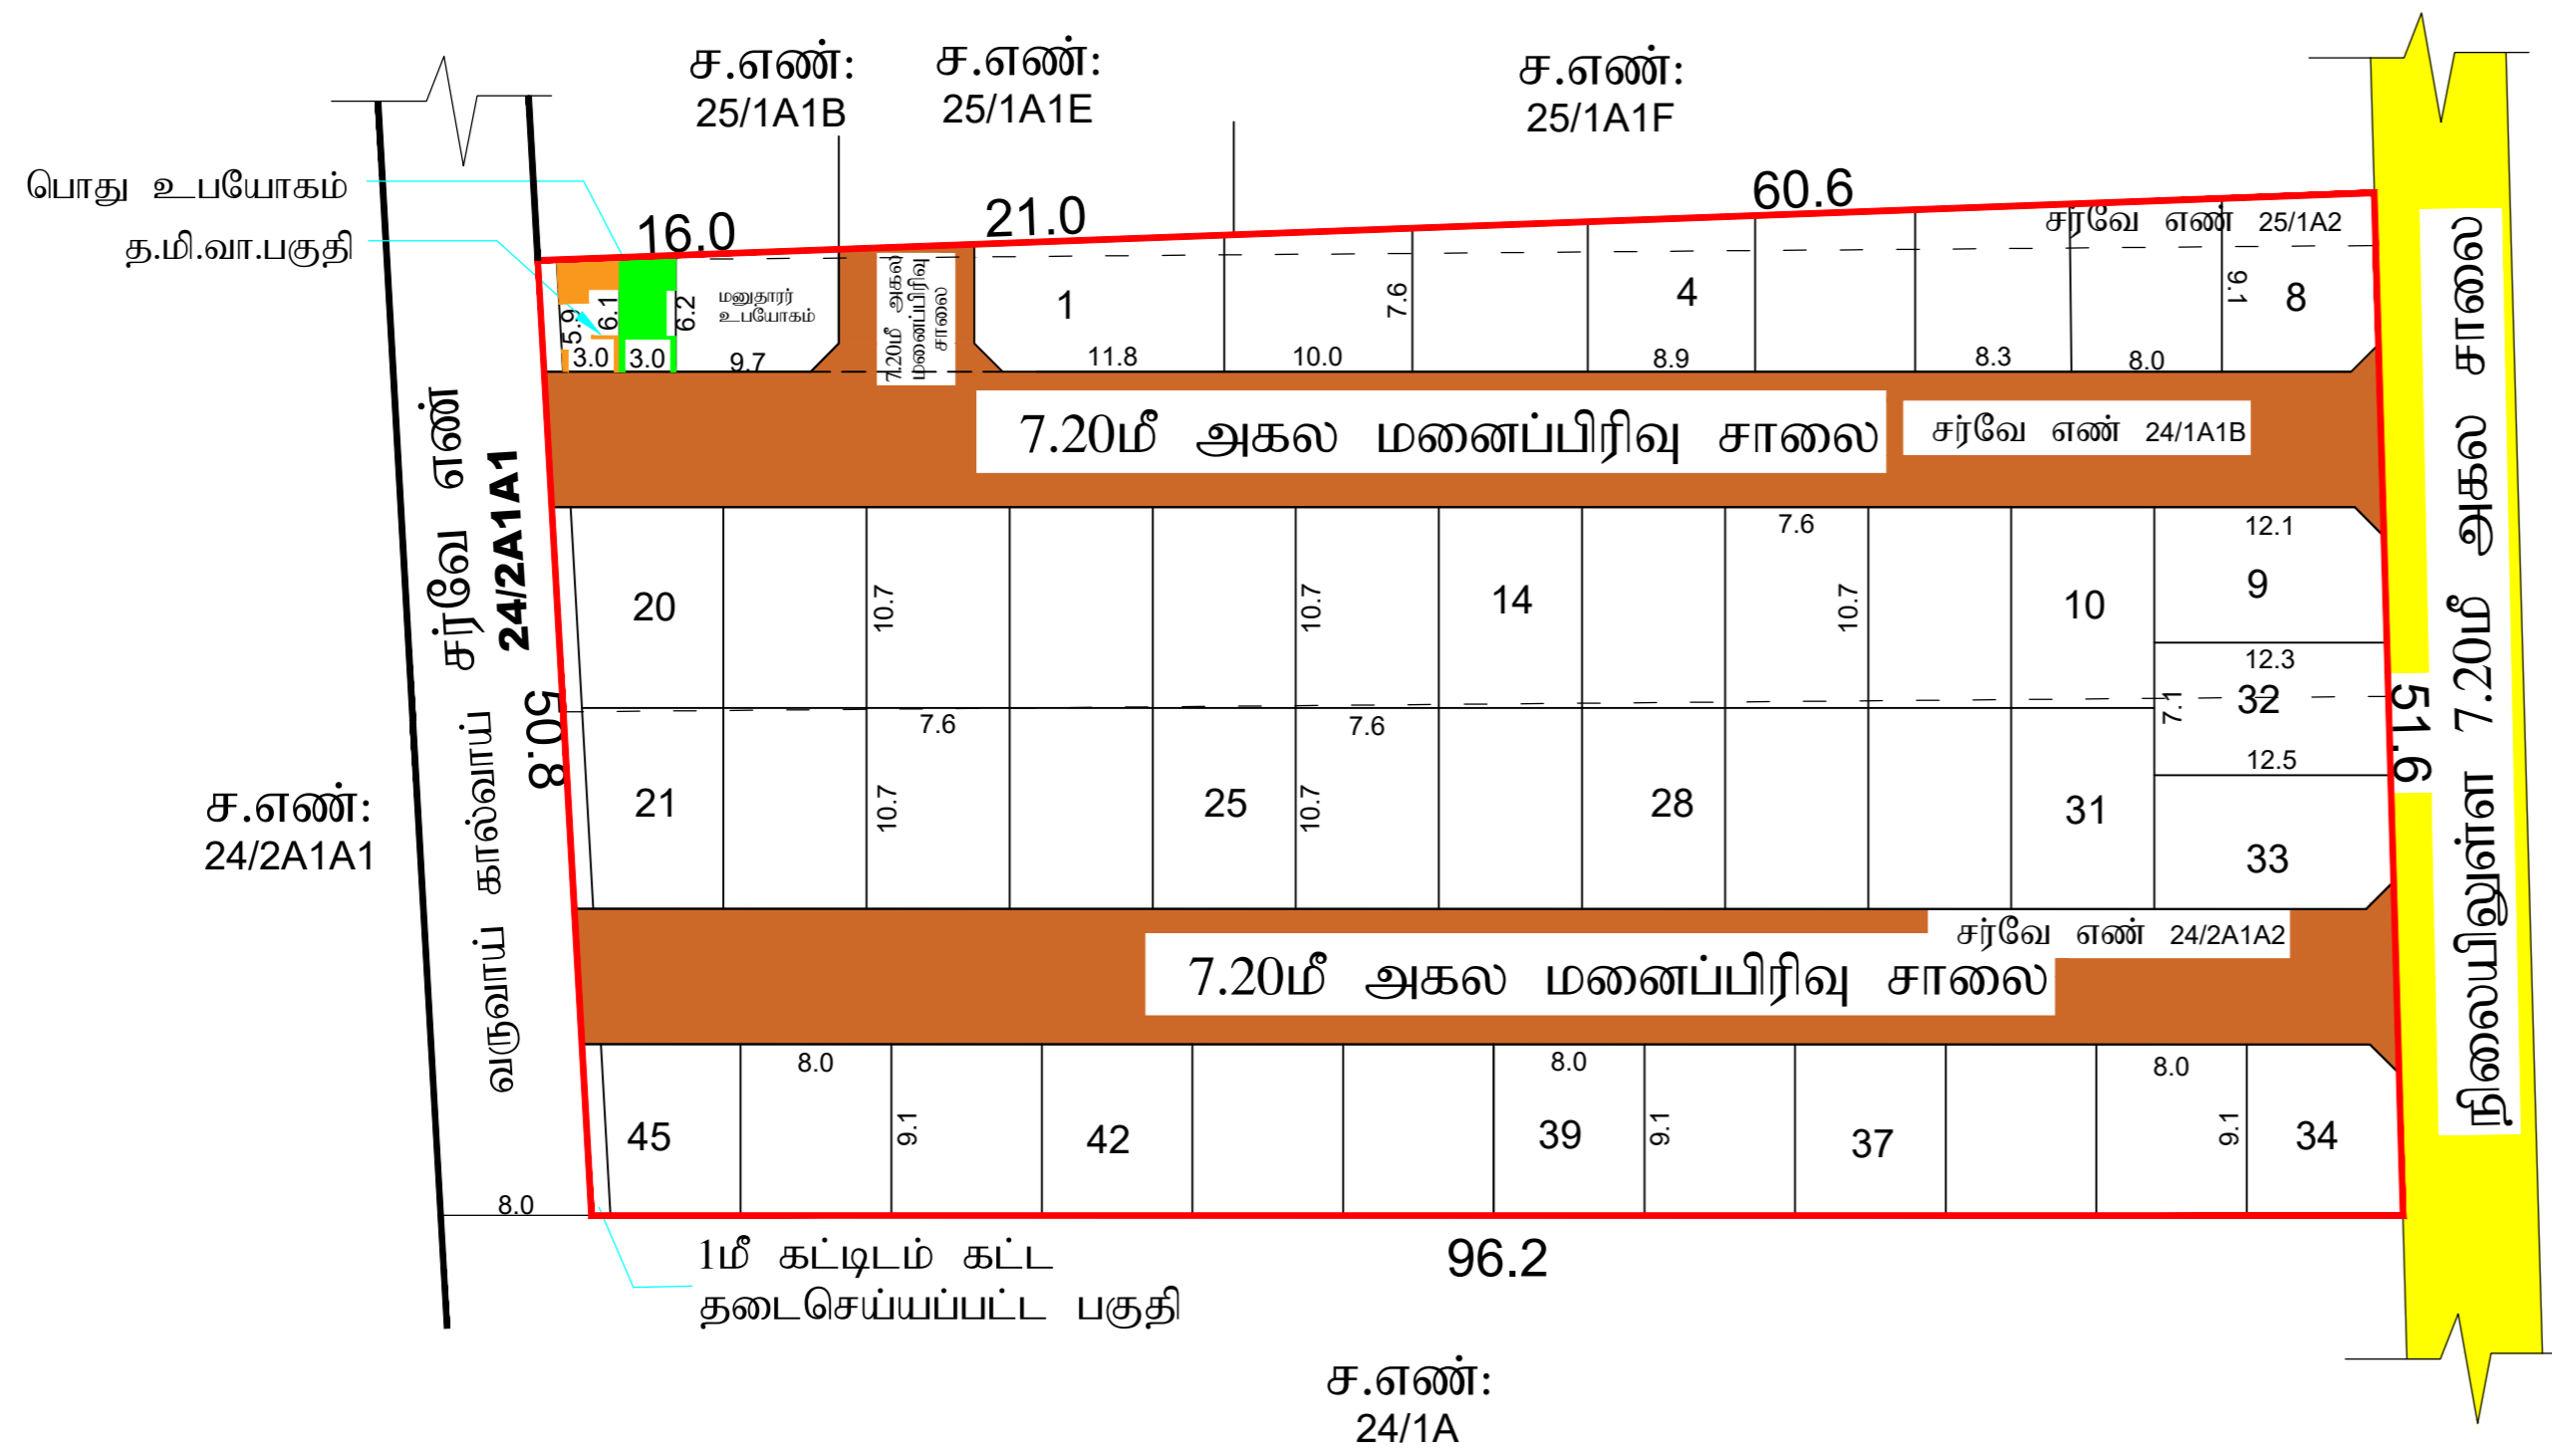 ச.எண்:
25/1A1B
ச.எண்:
25/1A1E
ச.எண்:
25/1A1F
பொது உபயோகம்
த.மி.வா.பகுதி
16.0
21.0
60.6
சர்வே எண் 25/1A2
5.9
6.1
6.2
3.0
3.0
மனுதாரர்
உபயோகம்
9.7
7.20மீ அகல
மனைப்பிரிவு
சாலை
1
11.8
10.0
7.6
4
8.9
8.3
8.0
9.1
8
7.20மீ அகல மனைப்பிரிவு சாலை
சர்வே எண் 24/1A1B
20
10.7
10.7
14
7.6
10.7
10
12.1
9
12.3
32
7.1
12.5
7.6
7.6
21
10.7
25
10.7
28
31
33
சர்வே எண் 24/2A1A2
7.20மீ அகல மனைப்பிரிவு சாலை
45
8.0
9.1
42
8.0
39
9.1
37
8.0
9.1
34
வருவாய் கால்வாய் சர்வே எண்
24/2A1A1
50.8
ச.எண்:
24/2A1A1
8.0
51.6
நிலையிலுள்ள 7.20மீ அகல சாலை
1மீ கட்டிடம் கட்ட
தடைசெய்யப்பட்ட பகுதி
96.2
ச.எண்:
24/1A